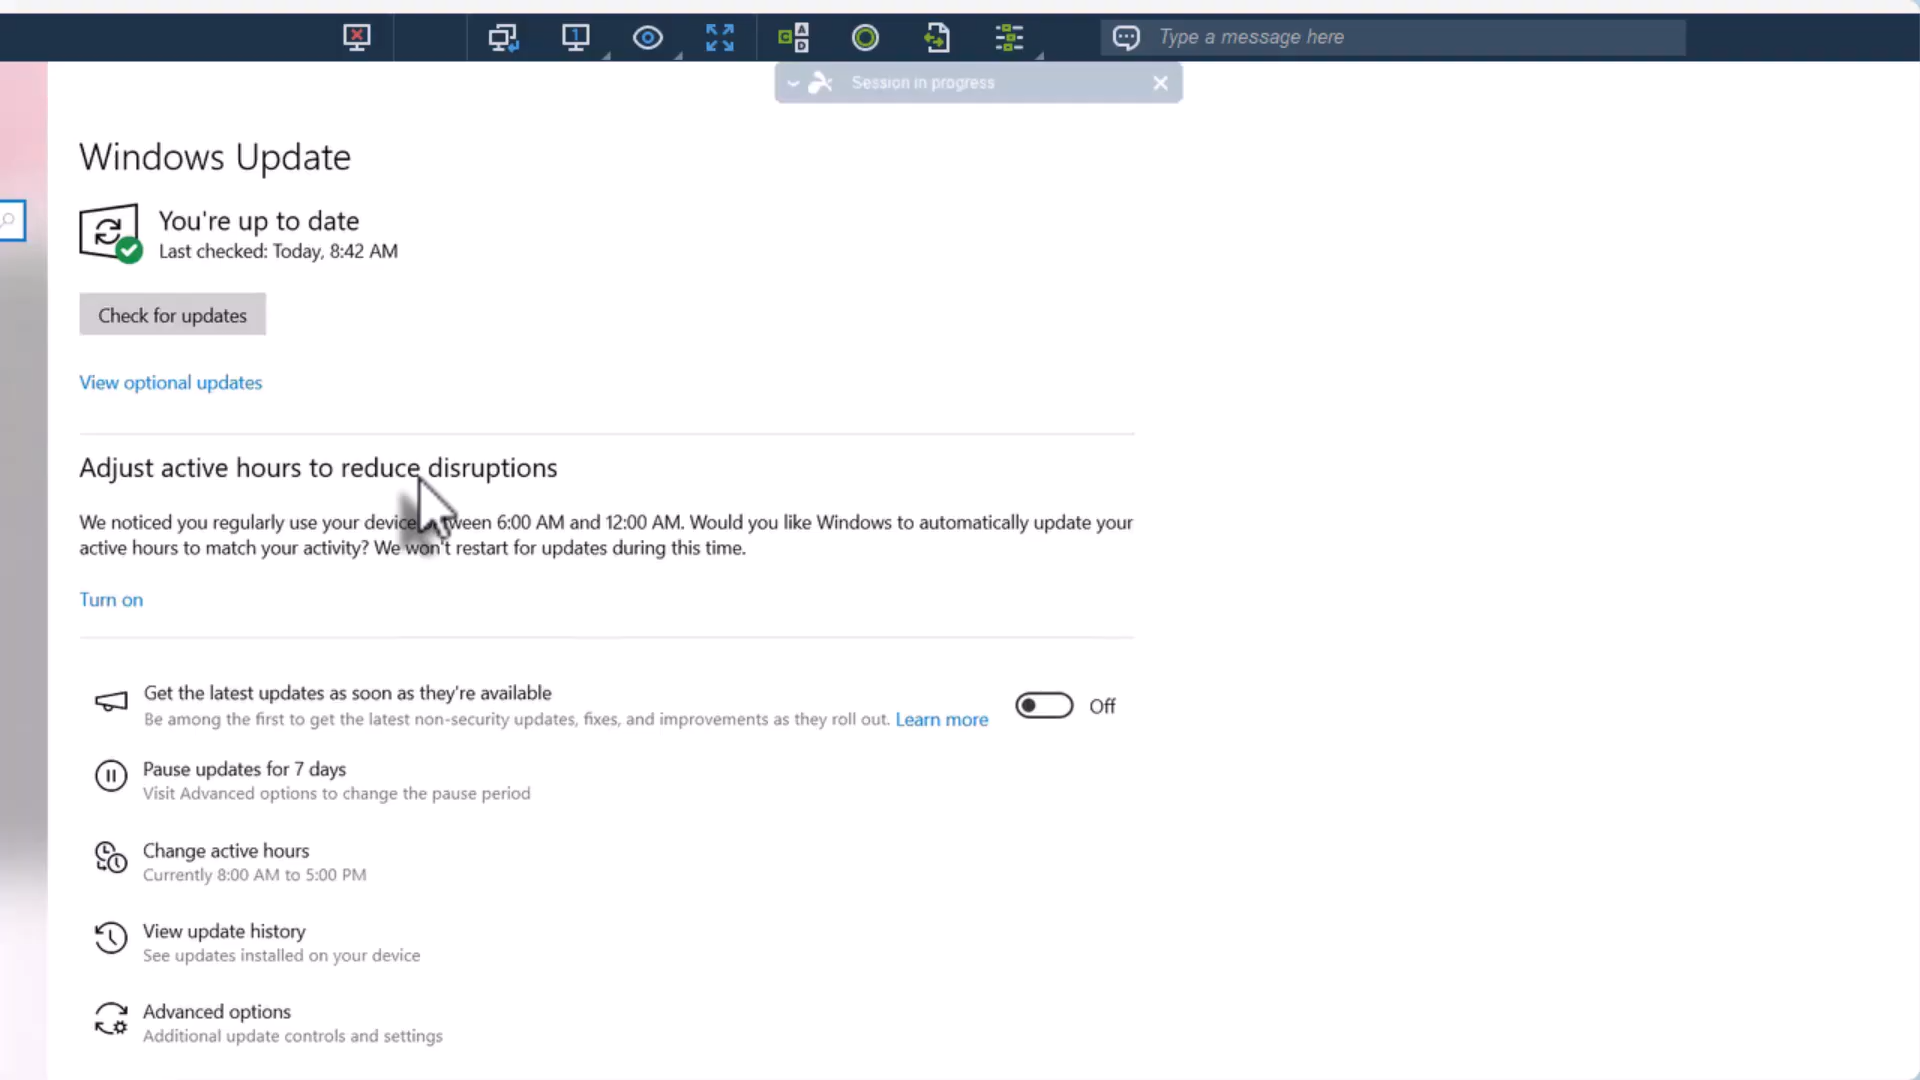 1
C A D
Type a message here
Session in progress
Windows Update
You're up to date
Last checked: Today, 8:42 AM
Check for updates
View optional updates
Adjust active hours to reduce disruptions
We noticed you regularly use your device 6:00 AM and 12:00 AM. Would you like Windows to automatically update your
active hours to match your activity? We won't restart for updates during this time.
Turn on
Get the latest updates as soon as they're available
Be among the first to get the latest non-security updates, fixes, and improvements as they roll out. Learn more
Off
Pause updates for 7 days
Visit Advanced options to change the pause period
Change active hours
Currently 8:00 AM to 5:00 PM
View update history
See updates installed on your device
Advanced options
Additional update controls and settings